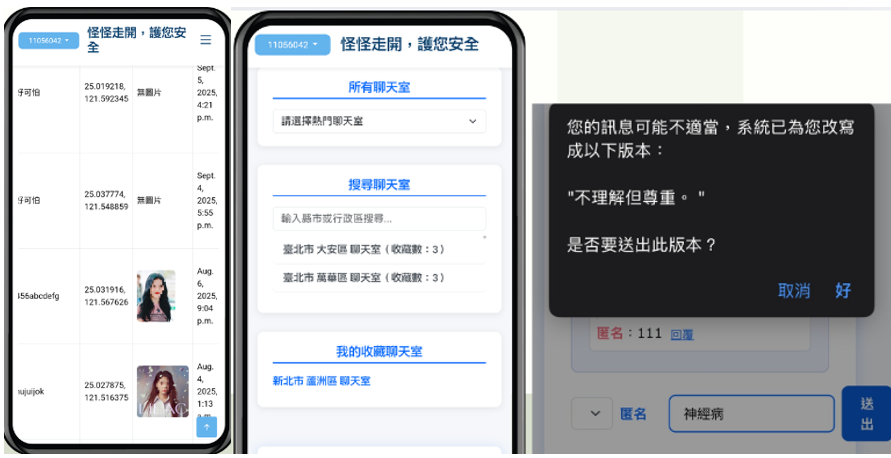 11056042
怪怪走開，護您安
全
子可怕
25.019218,
121.592345
無圖片
Sept.
5,
2025,
4:21
p.m.
子可怕
25.037774,
121.548859
無圖片
Sept.
4,
2025,
5:55
p.m.
456abcdefg
25.031916,
121.567626
Aug.
6,
2025,
9:04
p.m.
25.027875,
121.516375
Aug.
4,
2025,
1:13
11056042
怪怪走開，護您安全
所有聊天室
請選擇熱門聊天室
搜尋聊天室
輸入縣市或行政區搜尋...
臺北市 大安區 聊天室（收藏數：3）
臺北市 萬華區 聊天室（收藏數：3）
我的收藏聊天室
新北市 蘆洲區 聊天室
您的訊息可能不適當，系統已為您改寫
成以下版本：
"不理解但尊重。 "
是否要送出此版本？
取消 好
匿名：111 回覆
匿名 神經病
送
出